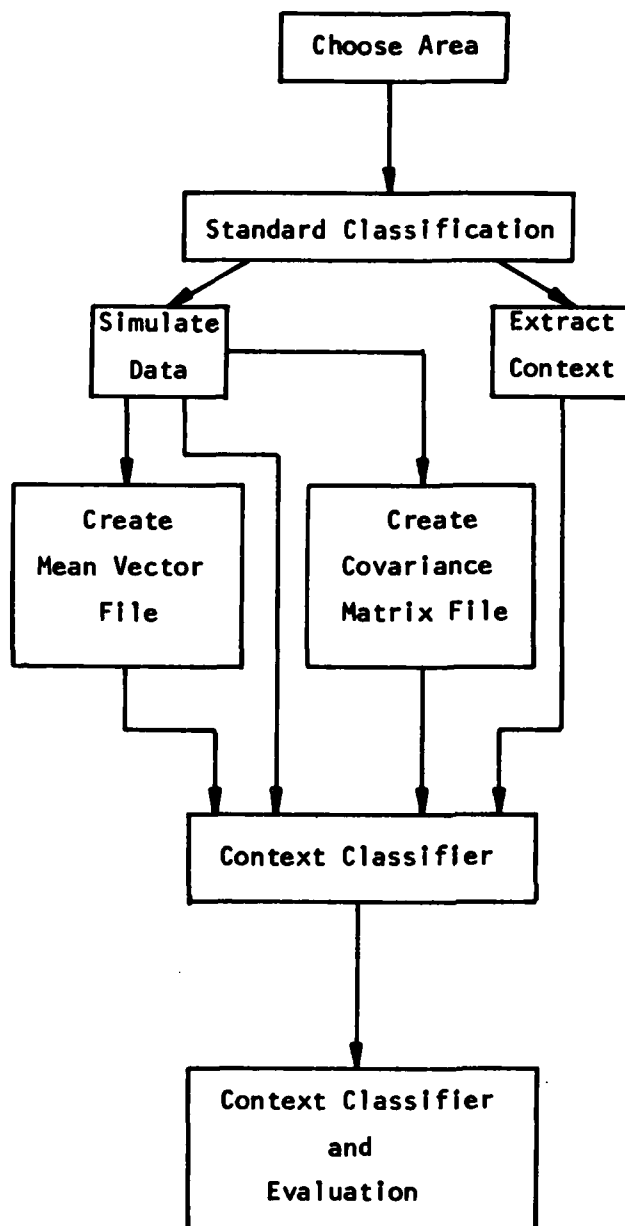 Choose Area
Standard Classification
Simulate
Data
Extract
Context
Create
Mean Vector
File
Create
Covariance
Matrix File
Context Classifier
Context Classifier
and
Evaluation